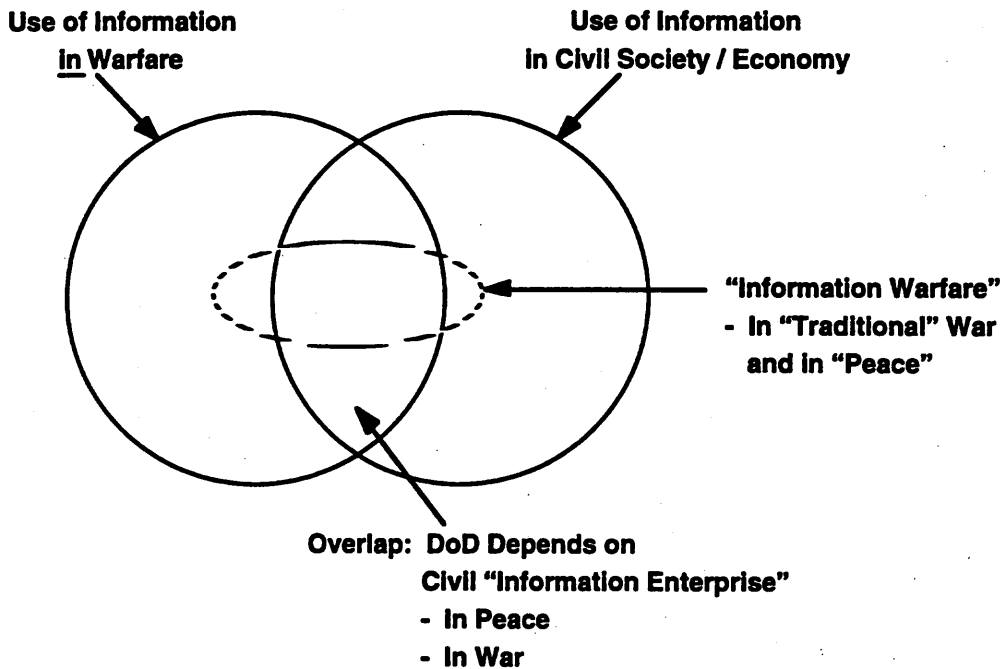 Use of Information
in Warfare
Use of Information
in Civil Society / Economy
“Information Warfare”
- In “Traditional” War
and in “Peace”
Overlap: DoD Depends on
Civil “Information Enterprise”
- In Peace
- In War